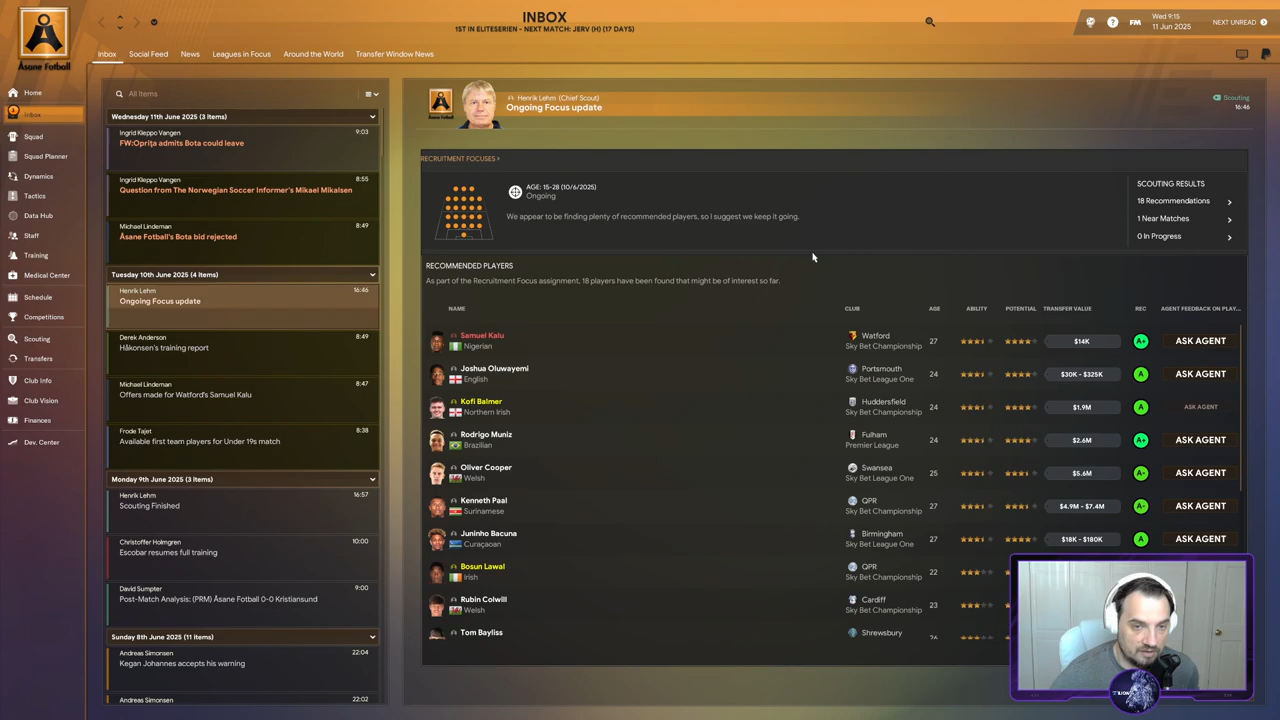 INBOX
1ST IN ELITESERIEN - NEXT MATCH: JERV (H) (17 DAYS)
FM
Wed 9:15
11 Jun 2025
NEXT UNREAD
Åsane Fotball
Inbox
Social Feed
News
Leagues in Focus
Around the World
Transfer Window News
Home
Inbox
Squad
Squad Planner
Dynamics
Tactics
Data Hub
Staff
Training
Medical Center
Schedule
Competitions
Scouting
Transfers
Club Info
Club Vision
Finances
Dev. Center
All Items
Wednesday 11th June 2025 (3 items)
Ingrid Kleppo Vangen 9:03
FW:Oprița admits Bota could leave
Ingrid Kleppo Vangen 8:55
Question from The Norwegian Soccer Informer's Mikael Mikalsen
Michael Lindeman 8:49
Åsane Fotball's Bota bid rejected
Tuesday 10th June 2025 (4 items)
Henrik Lehm 16:46
Ongoing Focus update
Derek Anderson 8:49
Håkonsen's training report
Michael Lindeman 8:47
Offers made for Watford's Samuel Kalu
Frode Tajet 8:38
Available first team players for Under 19s match
Monday 9th June 2025 (3 items)
Henrik Lehm 16:57
Scouting Finished
Christoffer Holmgren 10:00
Escobar resumes full training
David Sumpter 9:00
Post-Match Analysis: (PRM) Åsane Fotball 0-0 Kristiansund
Sunday 8th June 2025 (11 items)
Andreas Simonsen 22:04
Kegan Johannes accepts his warning
Andreas Simonsen 22:02
Henrik Lehm (Chief Scout)
Ongoing Focus update
Scouting
16:46
RECRUITMENT FOCUSES >
AGE: 15-28 (10/6/2025)
Ongoing
We appear to be finding plenty of recommended players, so I suggest we keep it going.
SCOUTING RESULTS
18 Recommendations
1 Near Matches
0 In Progress
RECOMMENDED PLAYERS
As part of the Recruitment Focus assignment, 18 players have been found that might be of interest so far.
NAME CLUB AGE ABILITY POTENTIAL TRANSFER VALUE REC AGENT FEEDBACK ON PLAY...
Samuel Kalu Watford
Nigerian Sky Bet Championship 27 $14K A+ ASK AGENT
Joshua Oluwayemi Portsmouth
English Sky Bet League One 24 $30K - $325K A ASK AGENT
Kofi Balmer Huddersfield
Northern Irish Sky Bet Championship 24 $1.9M A ASK AGENT
Rodrigo Muniz Fulham
Brazilian Premier League 24 $2.6M A+ ASK AGENT
Oliver Cooper Swansea
Welsh Sky Bet League One 25 $5.6M A- ASK AGENT
Kenneth Paal QPR
Surinamese Sky Bet Championship 27 $4.9M - $7.4M A- ASK AGENT
Juninho Bacuna Birmingham
Curaçaoan Sky Bet League One 27 $18K - $180K A ASK AGENT
Bosun Lawal QPR
Irish Sky Bet Championship 22
Rubin Colwill Cardiff
Welsh Sky Bet Championship 23
Tom Bayliss Shrewsbury